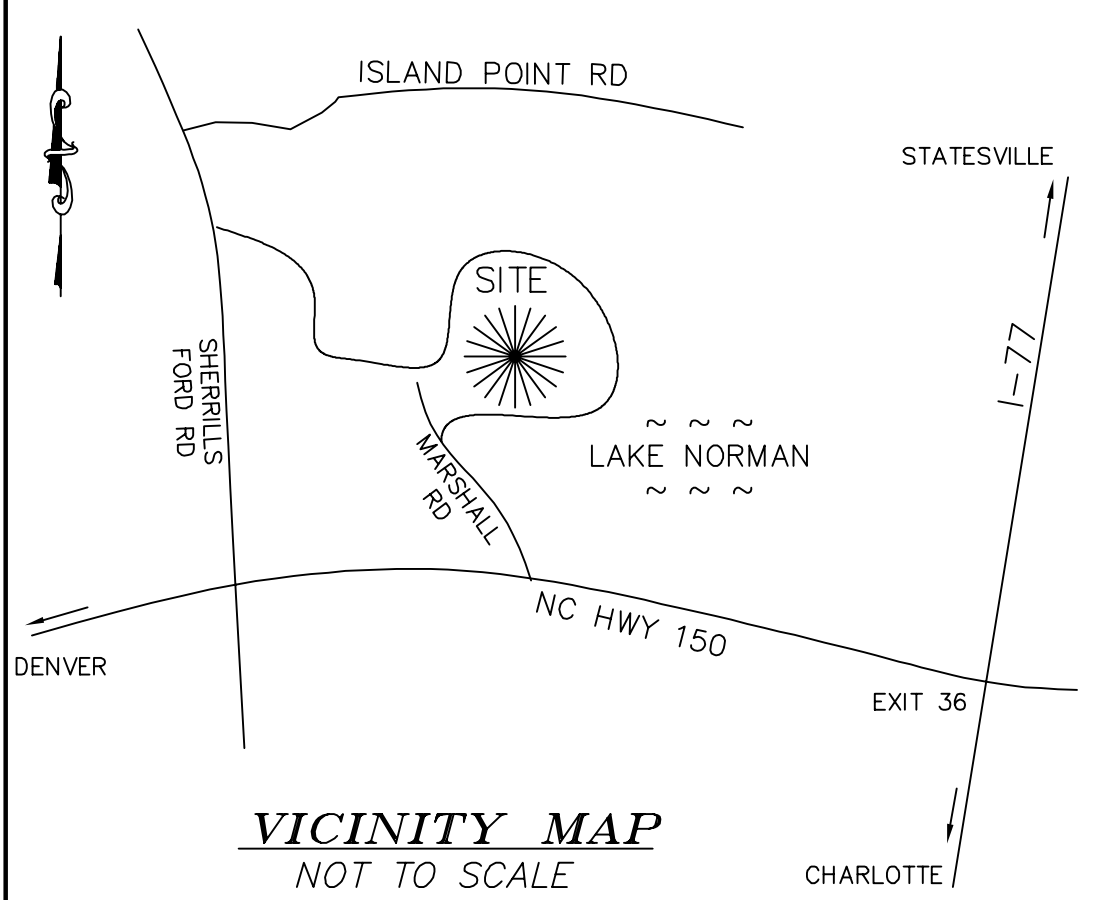 ISLAND POINT RD
STATESVILLE
SITE
I-77
SHERRILLS
FORD RD
~ ~ ~
LAKE NORMAN
~ ~ ~
MARSHALL
RD
NC HWY 150
DENVER
EXIT 36
VICINITY MAP
NOT TO SCALE
CHARLOTTE